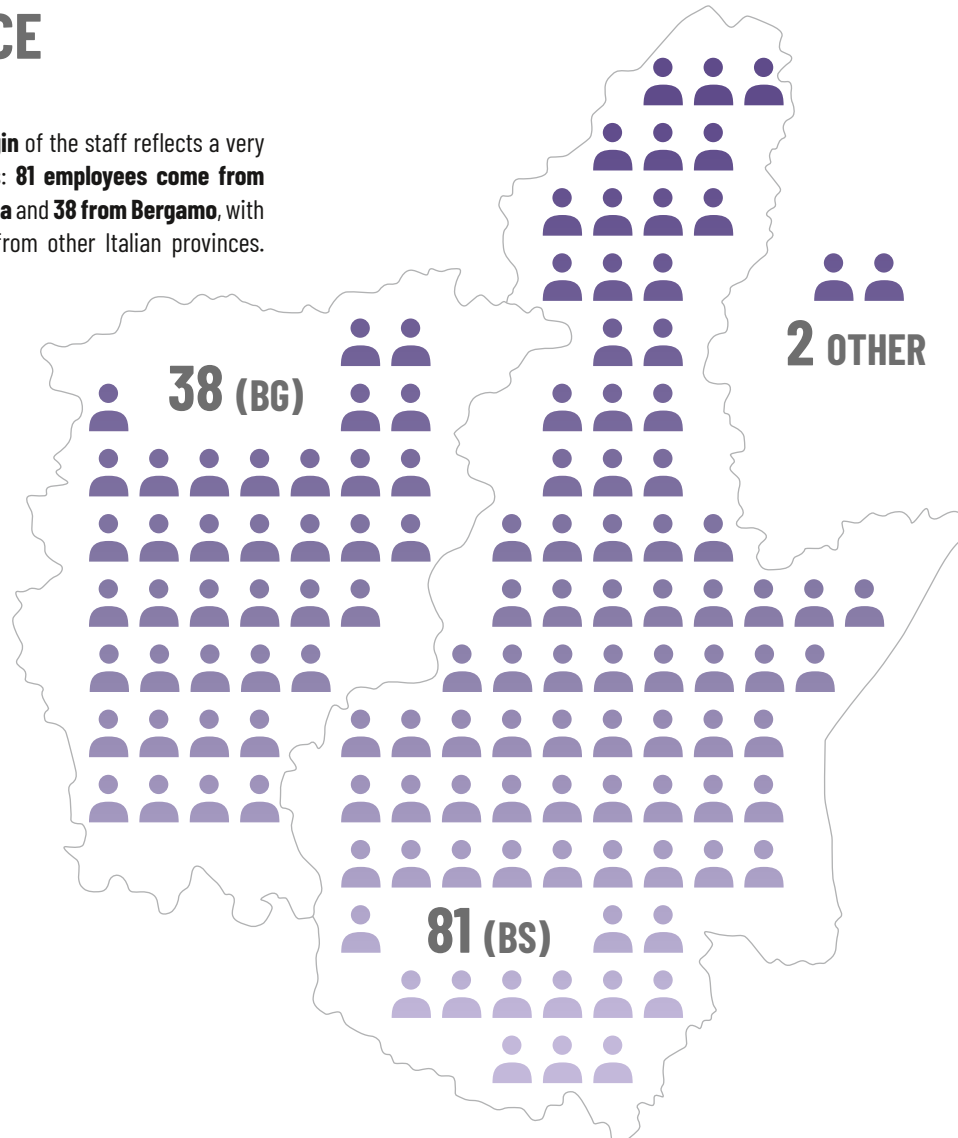 CE
gin of the staff reflects a very
s: 81 employees come from
a and 38 from Bergamo, with
from other Italian provinces.
2 OTHER
38 (BG)
81 (BS)